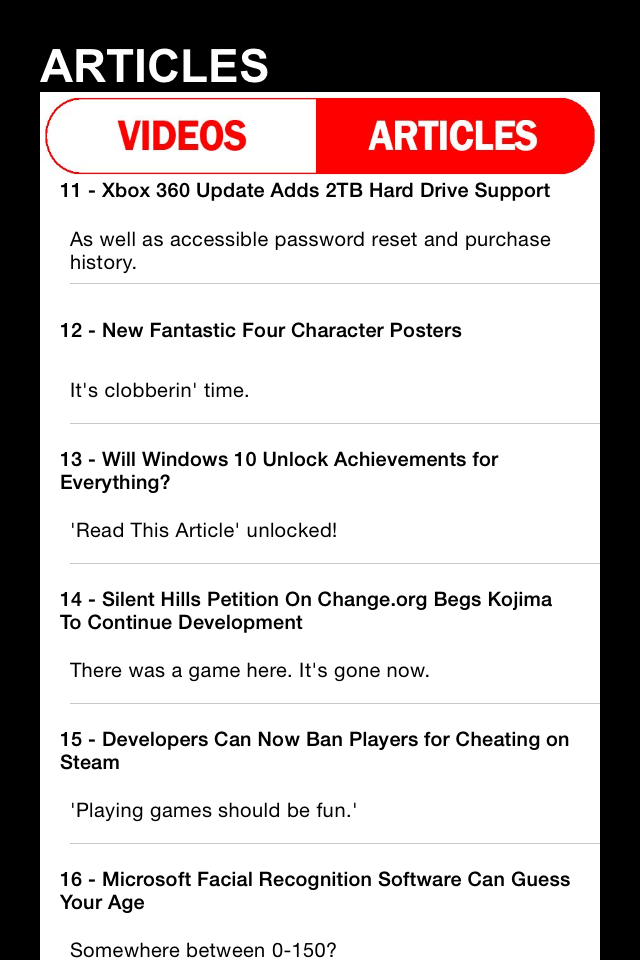 ARTICLES
VIDEOS
ARTICLES
11 - Xbox 360 Update Adds 2TB Hard Drive Support
As well as accessible password reset and purchase
history.
12 - New Fantastic Four Character Posters
It's clobberin' time.
13 - Will Windows 10 Unlock Achievements for
Everything?
'Read This Article' unlocked!
14 - Silent Hills Petition On Change.org Begs Kojima
To Continue Development
There was a game here. It's gone now.
15 - Developers Can Now Ban Players for Cheating on
Steam
'Playing games should be fun.'
16 - Microsoft Facial Recognition Software Can Guess
Your Age
Somewhere between 0-150?